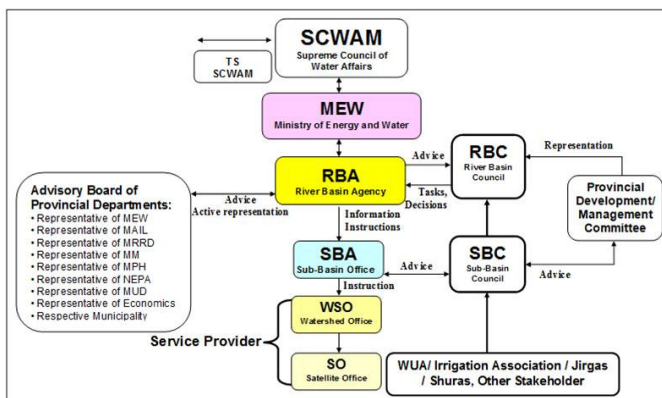 SCWAM
Supreme Council of
Water Affairs
TS
SCWAM
MEW
Ministry of Energy and Water
RBA
River Basin Agency
Advice
RBC
River Basin
Council
Representation
Tasks,
Decisions
Advisory Board of
Provincial Departments:
• Representative of MEW
• Representative of MAIL
• Representative of MRRD
• Representative of MM
• Representative of MPH
• Representative of NEPA
• Representative of MUD
• Representative of Economics
• Respective Municipality
Advice
Active representation
Information
Instructions
Provincial
Development/
Management
Committee
SBA
Sub-Basin Office
Advice
SBC
Sub-Basin
Council
Advice
Instruction
WSO
Watershed Office
Service Provider
SO
Satellite Office
WUA/ Irrigation Association / Jirgas
/ Shuras, Other Stakeholder